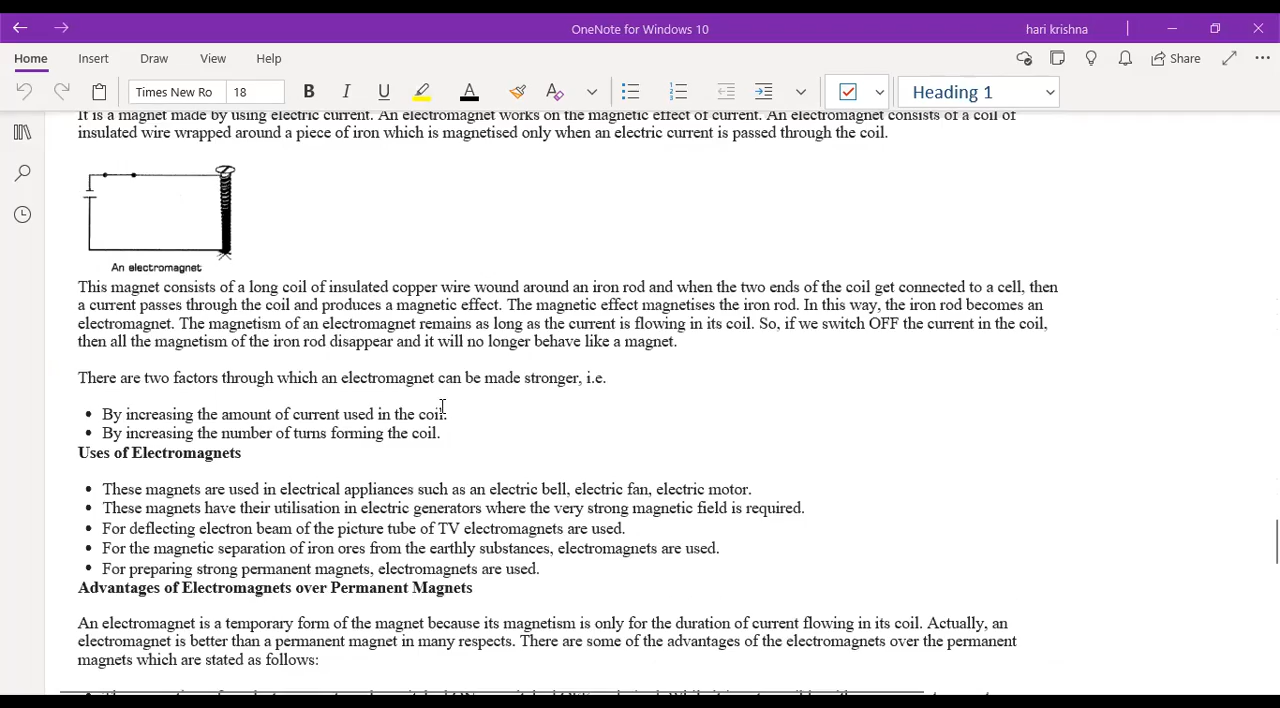 OneNote for Windows 10
hari krishna
Home Insert Draw View Help
Share
Times New Ro 18 B I U A Heading 1
It is a magnet made by using electric current. An electromagnet works on the magnetic effect of current. An electromagnet consists of a coil of
insulated wire wrapped around a piece of iron which is magnetised only when an electric current is passed through the coil.
An electromagnet
This magnet consists of a long coil of insulated copper wire wound around an iron rod and when the two ends of the coil get connected to a cell, then
a current passes through the coil and produces a magnetic effect. The magnetic effect magnetises the iron rod. In this way, the iron rod becomes an
electromagnet. The magnetism of an electromagnet remains as long as the current is flowing in its coil. So, if we switch OFF the current in the coil,
then all the magnetism of the iron rod disappear and it will no longer behave like a magnet.
There are two factors through which an electromagnet can be made stronger, i.e.
• By increasing the amount of current used in the coil.
• By increasing the number of turns forming the coil.
Uses of Electromagnets
• These magnets are used in electrical appliances such as an electric bell, electric fan, electric motor.
• These magnets have their utilisation in electric generators where the very strong magnetic field is required.
• For deflecting electron beam of the picture tube of TV electromagnets are used.
• For the magnetic separation of iron ores from the earthly substances, electromagnets are used.
• For preparing strong permanent magnets, electromagnets are used.
Advantages of Electromagnets over Permanent Magnets
An electromagnet is a temporary form of the magnet because its magnetism is only for the duration of current flowing in its coil. Actually, an
electromagnet is better than a permanent magnet in many respects. There are some of the advantages of the electromagnets over the permanent
magnets which are stated as follows: